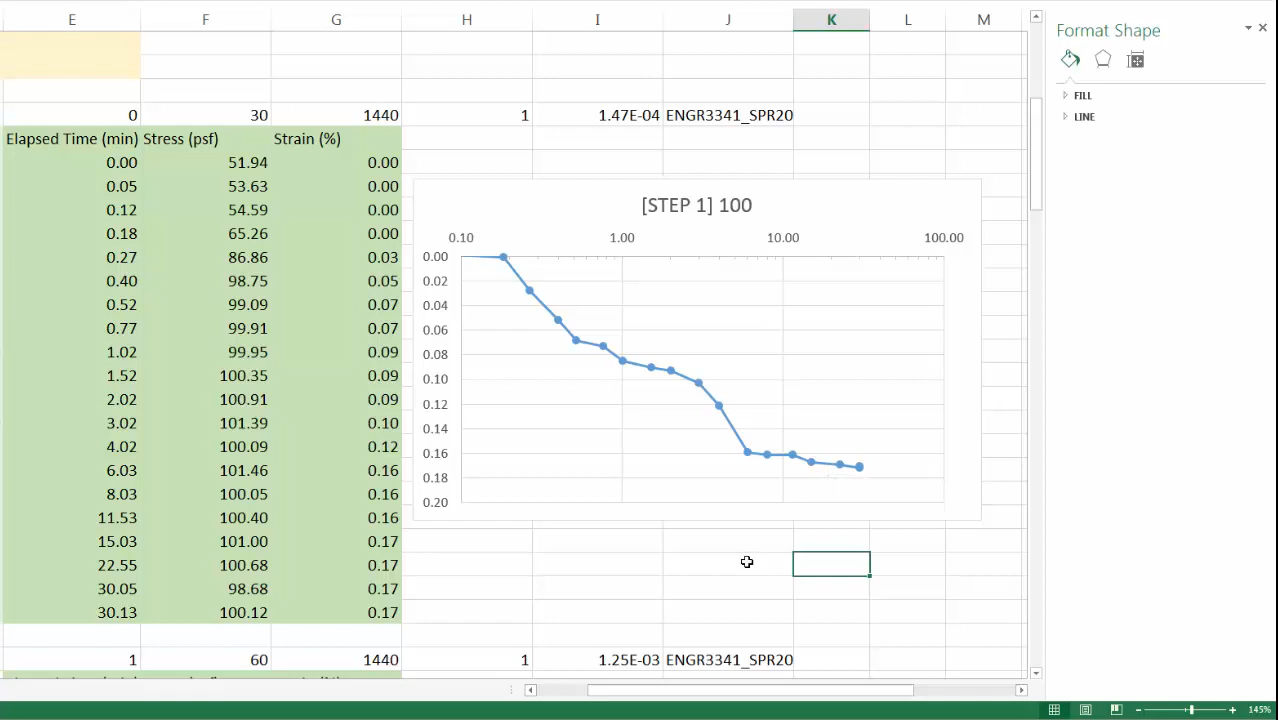 E F G H I J K L M
Format Shape
FILL
LINE
0 30 1440 1 1.47E-04 ENGR3341_SPR20
Elapsed Time (min) Stress (psf) Strain (%)
0.00 51.94 0.00
0.05 53.63 0.00
0.12 54.59 0.00
0.18 65.26 0.00
0.27 86.86 0.03
0.40 98.75 0.05
0.52 99.09 0.07
0.77 99.91 0.07
1.02 99.95 0.09
1.52 100.35 0.09
2.02 100.91 0.09
3.02 101.39 0.10
4.02 100.09 0.12
6.03 101.46 0.16
8.03 100.05 0.16
11.53 100.40 0.16
15.03 101.00 0.17
22.55 100.68 0.17
30.05 98.68 0.17
30.13 100.12 0.17
[STEP 1] 100
0.10 1.00 10.00 100.00
0.00
0.02
0.04
0.06
0.08
0.10
0.12
0.14
0.16
0.18
0.20
1 60 1440 1 1.25E-03 ENGR3341_SPR20
145%